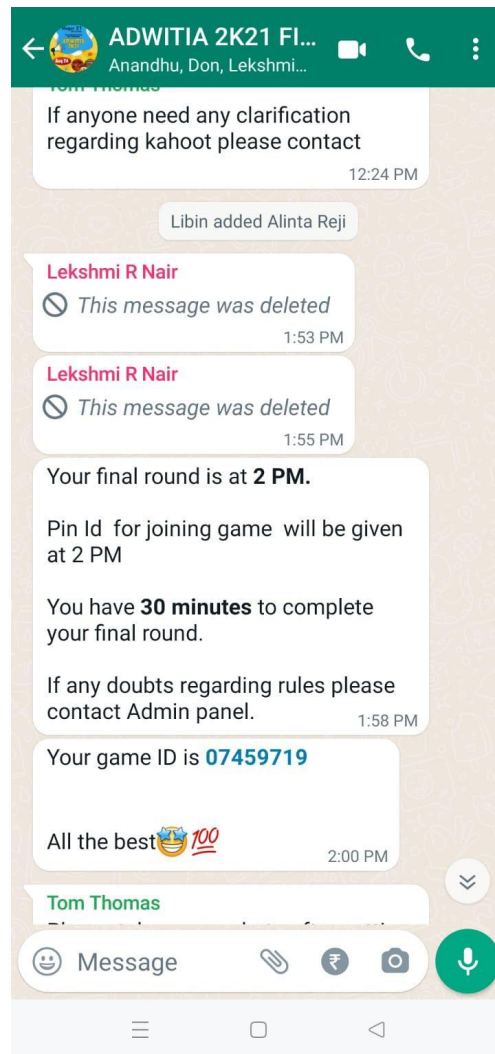 ADWITIA 2K21 FI...
Anandhu, Don, Lekshmi...
Tom Thomas
If anyone need any clarification
regarding kahoot please contact
12:24 PM
Libin added Alinta Reji
Lekshmi R Nair
This message was deleted
1:53 PM
Lekshmi R Nair
This message was deleted
1:55 PM
Your final round is at 2 PM.
Pin Id for joining game will be given
at 2 PM
You have 30 minutes to complete
your final round.
If any doubts regarding rules please
contact Admin panel.
1:58 PM
Your game ID is 07459719
All the best🤩💯
2:00 PM
Tom Thomas
Message